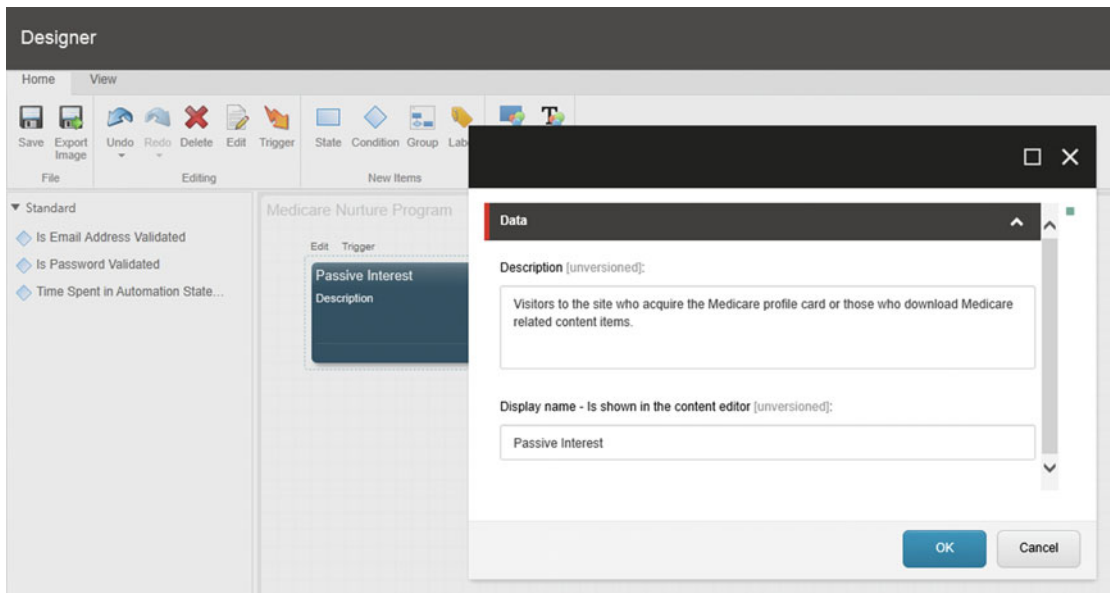 Designer
Home View
Save Export Image Undo Redo Delete Edit Trigger State Condition Group
File Editing New Items
Standard
Is Email Address Validated
Is Password Validated
Time Spent in Automation State...
Medicare Nurture Program
Edit Trigger
Passive Interest
Description
Data
Description [unversioned]:
Visitors to the site who acquire the Medicare profile card or those who download Medicare
related content items.
Display name - Is shown in the content editor [unversioned]:
Passive Interest
OK Cancel